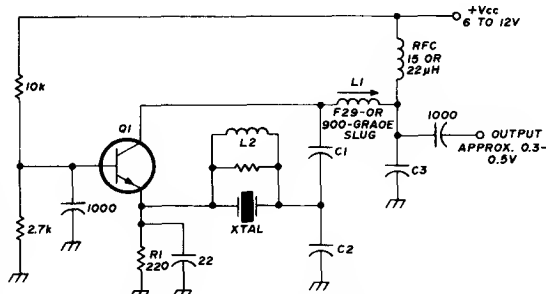 +Vcc
6 TO 12V
RFC
15 OR
22µH
L1
F29-OR
900-GRAOE
SLUG
10k
Q1
L2
1000
OUTPUT
APPROX. 0.3-
0.5V
C1
C3
1000
XTAL
2.7k
R1
220
22
C2